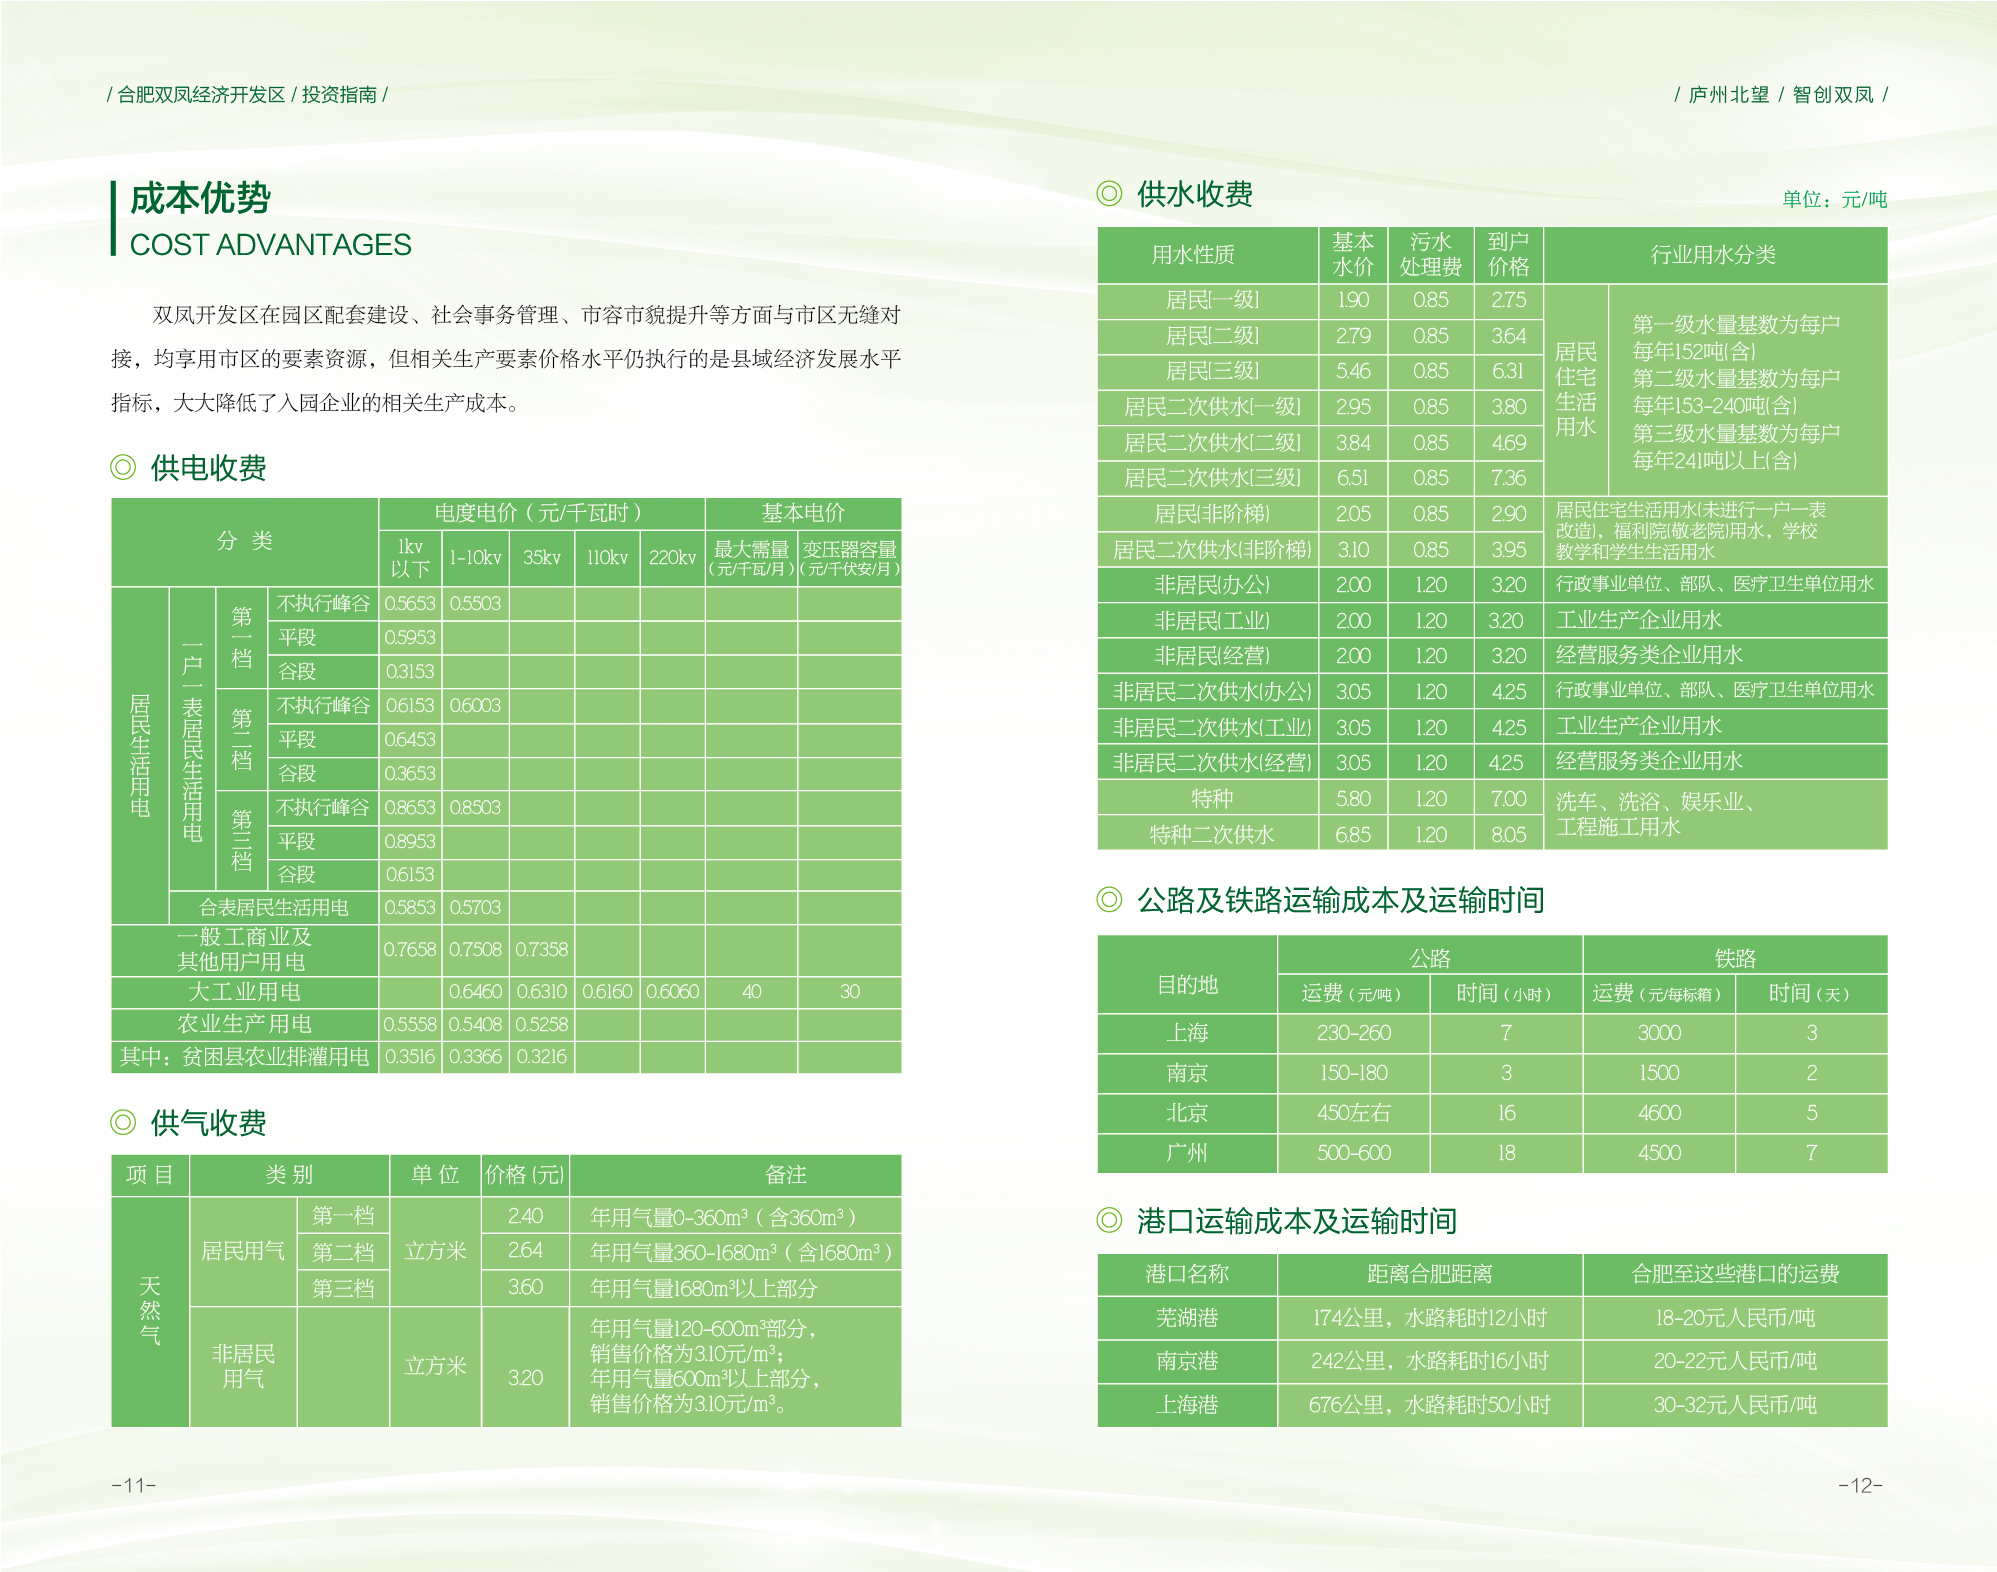 / 合肥双凤经济开发区 / 投资指南 /
成本优势
COST ADVANTAGES
双凤开发区在园区配套建设、社会事务管理、市容市貌提升等方面与市区无缝对
接，均享用市区的要素资源，但相关生产要素价格水平仍执行的是县域经济发展水平
指标，大大降低了入园企业的相关生产成本。
◎ 供电收费
分 类 电度电价（元/千瓦时） 基本电价
1kv以下 1-10kv 35kv 110kv 220kv 最大需量（元/千瓦/月） 变压器容量（元/千伏安/月）
居民生活用电 一户一表居民生活用电 第一档 不执行峰谷 0.5653 0.5503
平段 0.5953
谷段 0.3153
第二档 不执行峰谷 0.6153 0.6003
平段 0.6453
谷段 0.3653
第三档 不执行峰谷 0.8653 0.8503
平段 0.8953
谷段 0.6153
合表居民生活用电 0.5853 0.5703
一般工商业及
其他用户用电 0.7658 0.7508 0.7358
大工业用电 0.6460 0.6310 0.6160 0.6060 40 30
农业生产用电 0.5558 0.5408 0.5258
其中：贫困县农业排灌用电 0.3516 0.3366 0.3216
◎ 供气收费
项 目 类 别 单 位 价格 (元) 备注
天然气 居民用气 第一档 立方米 2.40 年用气量0-360m³（含360m³）
第二档 2.64 年用气量360-1680m³（含1680m³）
第三档 3.60 年用气量1680m³以上部分
非居民
用气 立方米 3.20 年用气量120-600m³部分，
销售价格为3.10元/m³；
年用气量600m³以上部分，
销售价格为3.10元/m³。
-11-
/ 庐州北望 / 智创双凤 /
◎ 供水收费
单位：元/吨
用水性质 基本水价 污水处理费 到户价格 行业用水分类
居民[一级] 1.90 0.85 2.75
居民[二级] 2.79 0.85 3.64
居民[三级] 5.46 0.85 6.31
居民二次供水[一级] 2.95 0.85 3.80
居民二次供水[二级] 3.84 0.85 4.69
居民二次供水[三级] 6.51 0.85 7.36
居民
住宅
生活
用水
第一级水量基数为每户
每年152吨(含)
第二级水量基数为每户
每年153-240吨(含)
第三级水量基数为每户
每年241吨以上(含)
居民(非阶梯) 2.05 0.85 2.90
居民二次供水(非阶梯) 3.10 0.85 3.95
居民住宅生活用水(未进行一户一表
改造)，福利院(敬老院)用水，学校
教学和学生生活用水
非居民(办公) 2.00 1.20 3.20 行政事业单位、部队、医疗卫生单位用水
非居民(工业) 2.00 1.20 3.20 工业生产企业用水
非居民(经营) 2.00 1.20 3.20 经营服务类企业用水
非居民二次供水(办公) 3.05 1.20 4.25 行政事业单位、部队、医疗卫生单位用水
非居民二次供水(工业) 3.05 1.20 4.25 工业生产企业用水
非居民二次供水(经营) 3.05 1.20 4.25 经营服务类企业用水
特种 5.80 1.20 7.00
特种二次供水 6.85 1.20 8.05
洗车、洗浴、娱乐业、
工程施工用水
◎ 公路及铁路运输成本及运输时间
目的地 公路 铁路
运费（元/吨） 时间（小时） 运费（元/每标箱） 时间（天）
上海 230-260 7 3000 3
南京 150-180 3 1500 2
北京 450左右 16 4600 5
广州 500-600 18 4500 7
◎ 港口运输成本及运输时间
港口名称 距离合肥距离 合肥至这些港口的运费
芜湖港 174公里，水路耗时12小时 18-20元人民币/吨
南京港 242公里，水路耗时16小时 20-22元人民币/吨
上海港 676公里，水路耗时50小时 30-32元人民币/吨
-12-